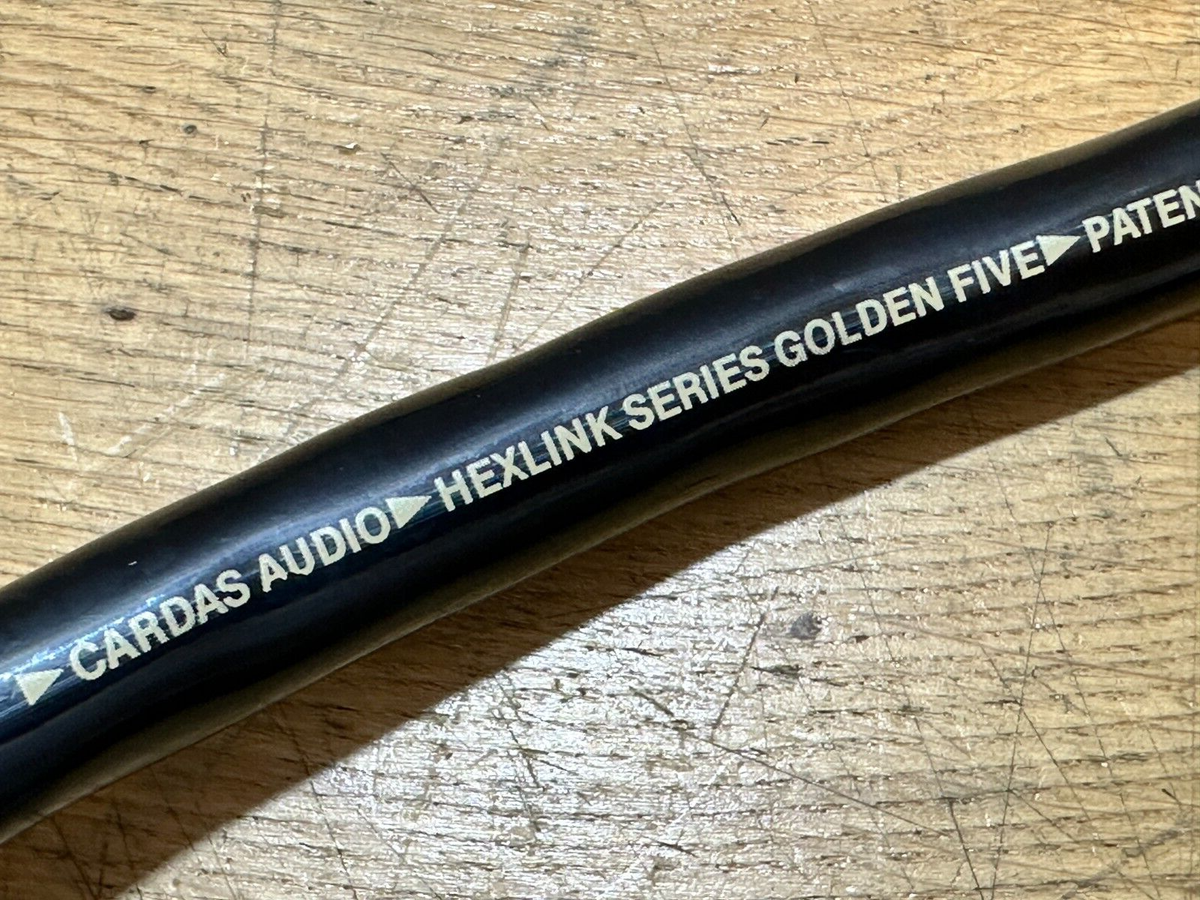 ▶CARDAS AUDIO▶HEXLINK SERIES GOLDEN FIVE▶